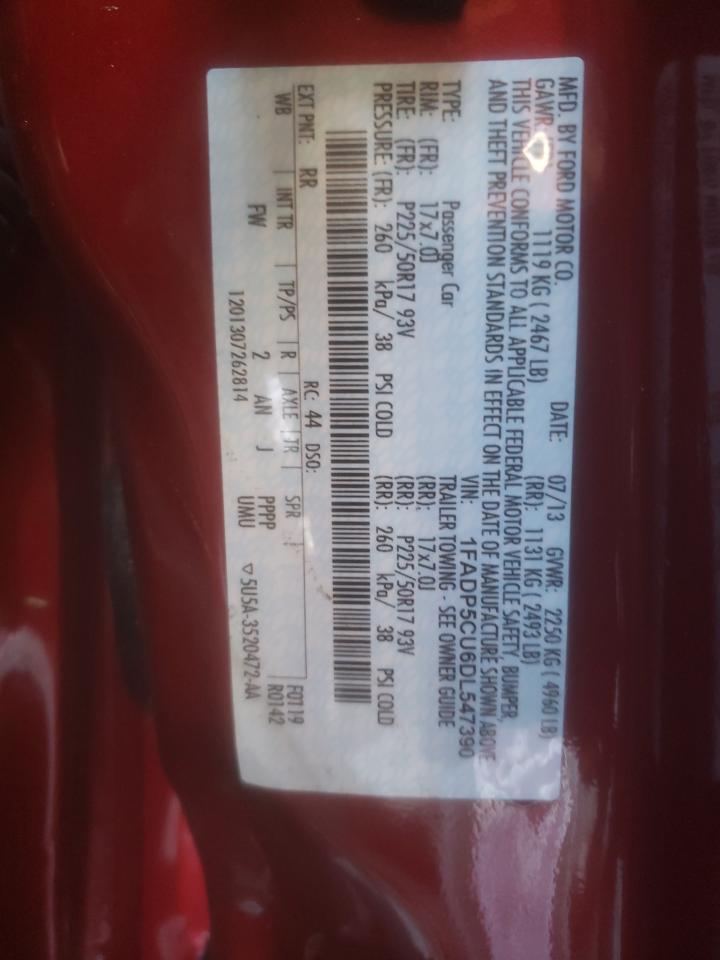 MFD. BY FORD MOTOR CO. DATE: 07/13 GVWR: 2250 KG ( 4960 LB)
GAWR: 1119 KG ( 2467 LB) (RR): 1131 KG ( 2493 LB)
THIS VEHICLE CONFORMS TO ALL APPLICABLE FEDERAL MOTOR VEHICLE SAFETY, BUMPER,
AND THEFT PREVENTION STANDARDS IN EFFECT ON THE DATE OF MANUFACTURE SHOWN ABOVE
VIN: 1FADP5CU6DL547390
TYPE: Passenger Car TRAILER TOWING - SEE OWNER GUIDE
RIM: (FR): 17x7.0J (RR): 17x7.0J
TIRE: (FR): P225/50R17 93V (RR): P225/50R17 93V
PRESSURE: (FR): 260 kPa/ 38 PSI COLD (RR): 260 kPa/ 38 PSI COLD
EXT PNT: RR RC: 44 DSO: F0119
WB INT TR TP/PS R AXLE TR SPR R0142
FW 2 AN J PPPP
UMU
1201307262814 ▽5U5A-3520472-AA